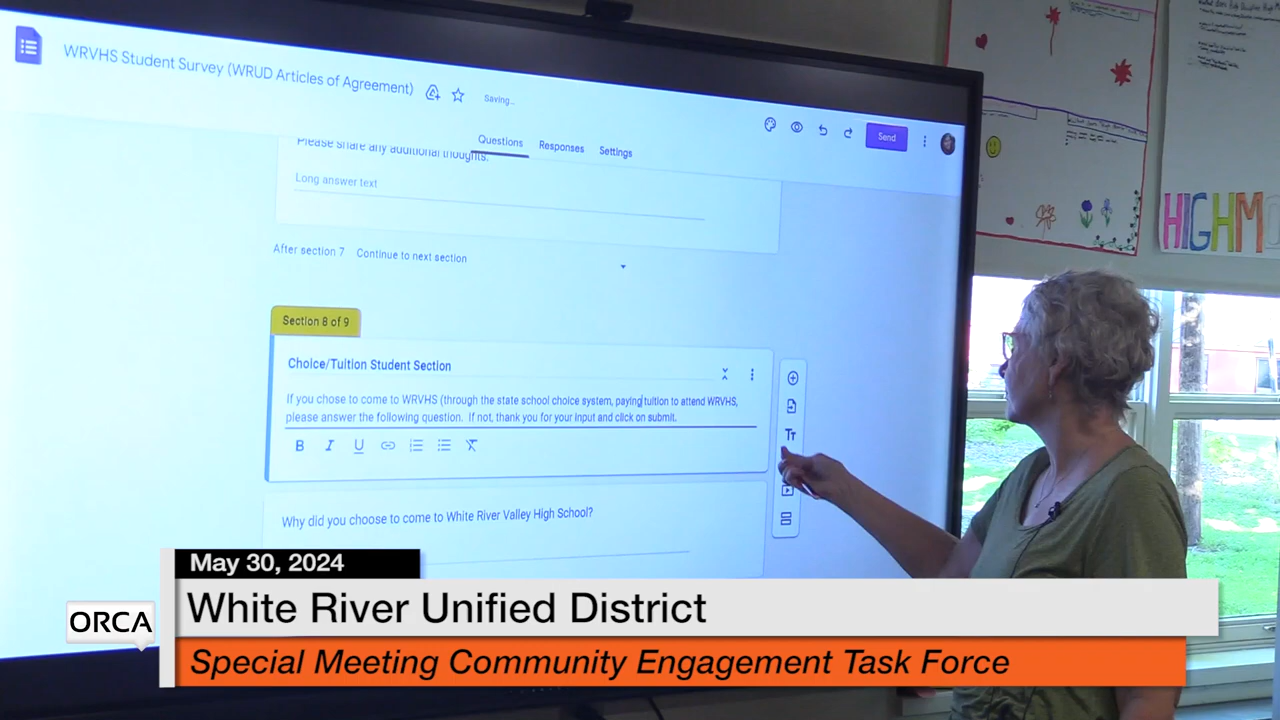 WRVHS Student Survey (WRUD Articles of Agreement)
Saving...
Send
Questions
Responses
Settings
Please share any additional thoughts.
Long answer text
After section 7 Continue to next section
Section 8 of 9
Choice/Tuition Student Section
If you chose to come to WRVHS (through the state school choice system, paying tuition to attend WRVHS,
please answer the following question. If not, thank you for your input and click on submit.
B I U
Tt
Why did you choose to come to White River Valley High School?
HIGHMO
May 30, 2024
ORCA
White River Unified District
Special Meeting Community Engagement Task Force